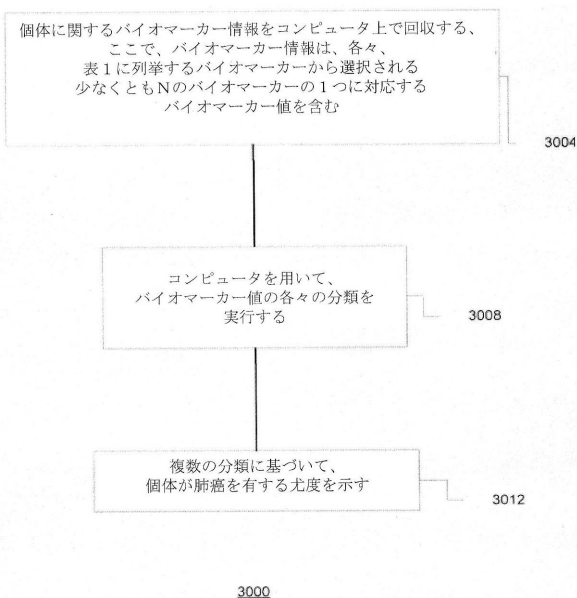 個体に関するバイオマーカー情報をコンピュータ上で回収する、
ここで、バイオマーカー情報は、各々、
表1に列挙するバイオマーカーから選択される
少なくともNのバイオマーカーの1つに対応する
バイオマーカー値を含む
3004
コンピュータを用いて、
バイオマーカー値の各々の分類を
実行する
3008
複数の分類に基づいて、
個体が肺癌を有する尤度を示す
3012
3000